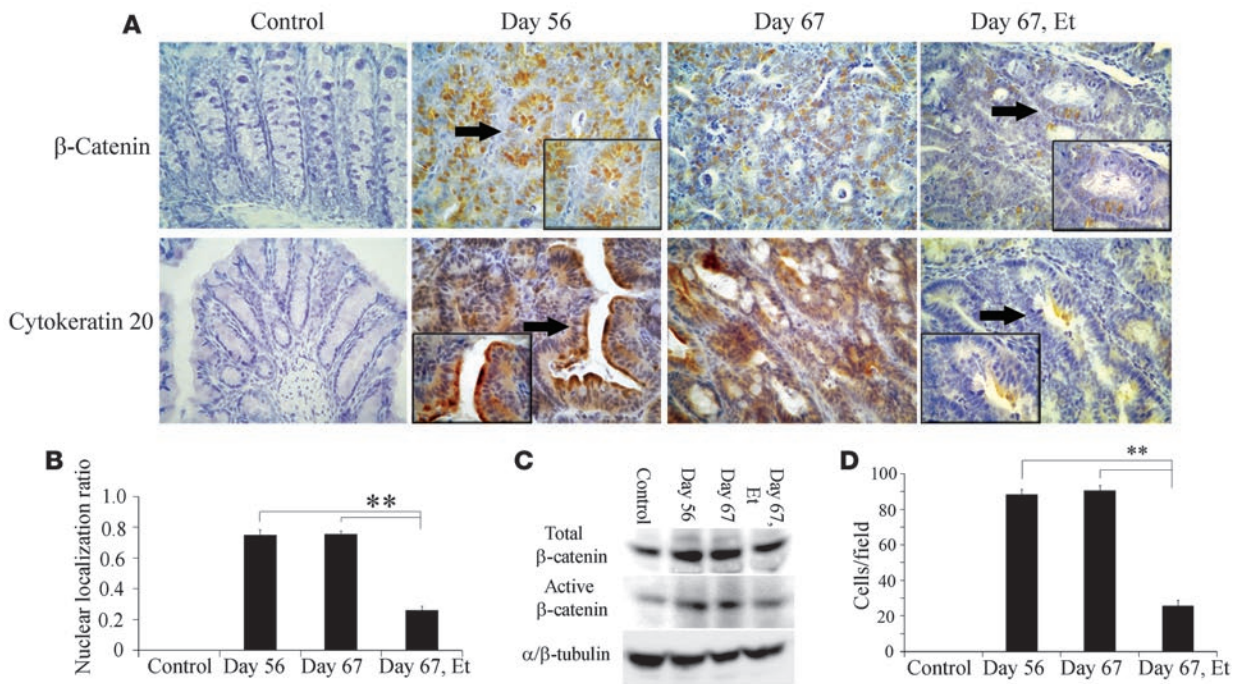 A
Control
Day 56
Day 67
Day 67, Et
β-Catenin
Cytokeratin 20
B
Nuclear localization ratio
1.0
0.8
0.6
0.4
0.2
0
**
Control
Day 56
Day 67
Day 67, Et
C
Control
Day 56
Day 67
Day 67,
Et
Total
β-catenin
Active
β-catenin
α/β-tubulin
D
Cells/field
100
80
60
40
20
0
**
Control
Day 56
Day 67
Day 67, Et